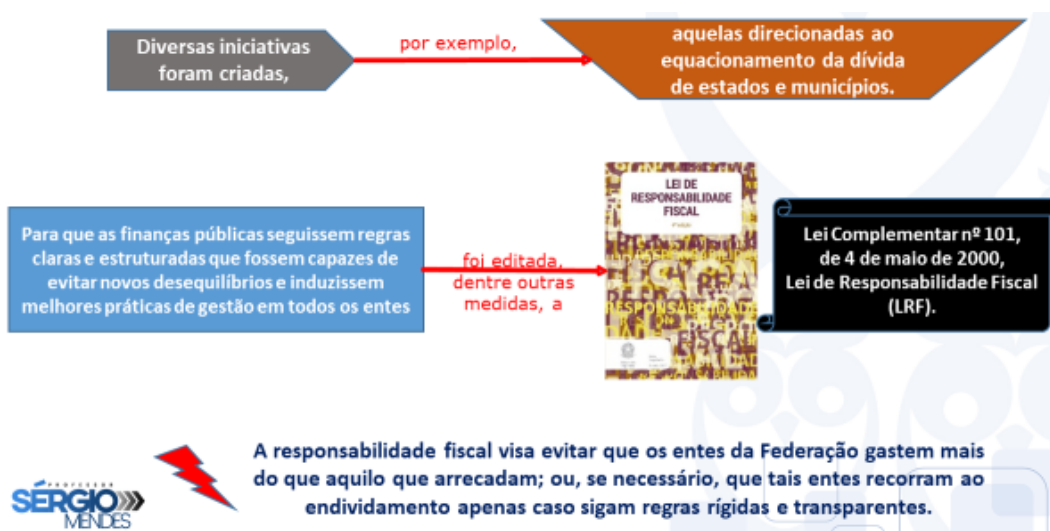 Diversas iniciativas
foram criadas,
por exemplo,
aquelas direcionadas ao
equacionamento da dívida
de estados e municípios.
Para que as finanças públicas seguissem regras
claras e estruturadas que fossem capazes de
evitar novos desequilíbrios e induzissem
melhores práticas de gestão em todos os entes
foi editada,
dentre outras
medidas, a
LEI DE
RESPONSABILIDADE
FISCAL
Lei Complementar nº 101,
de 4 de maio de 2000,
Lei de Responsabilidade Fiscal
(LRF).
A responsabilidade fiscal visa evitar que os entes da Federação gastem mais
do que aquilo que arrecadam; ou, se necessário, que tais entes recorram ao
endividamento apenas caso sigam regras rígidas e transparentes.
PROFESSOR
SÉRGIO
MENDES